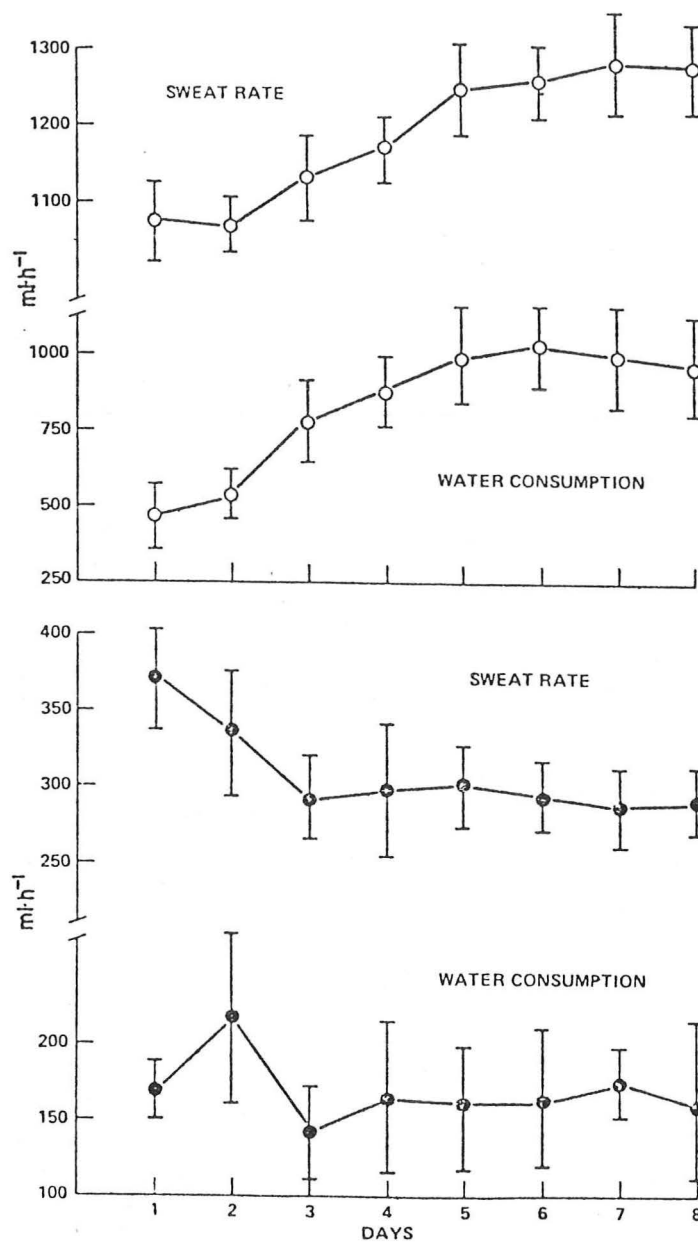 1300
SWEAT RATE
1200
1100
ml·h⁻¹
1000
750
WATER CONSUMPTION
500
250
400
SWEAT RATE
350
300
250
ml·h⁻¹
WATER CONSUMPTION
200
150
100
1 2 3 4 5 6 7 8
DAYS